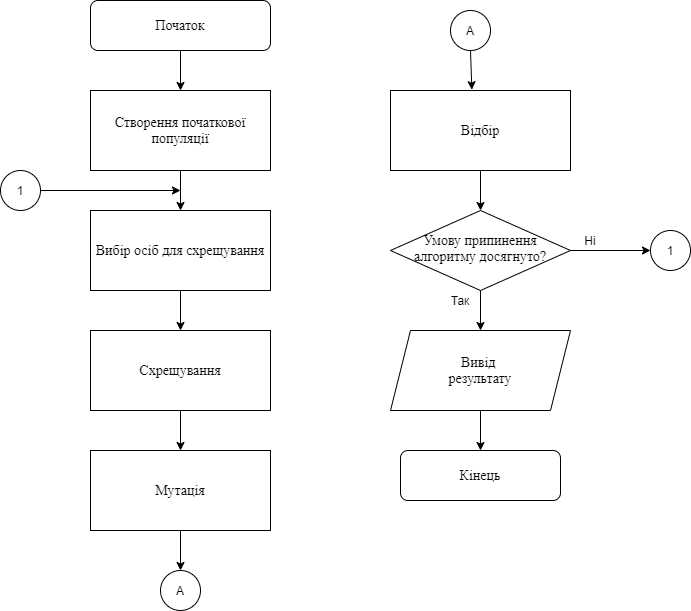 Початок
Створення початкової
популяції
1
Вибір осіб для схрещування
Схрещування
Мутація
А
А
Відбір
Умову припинення
алгоритму досягнуто?
Ні
1
Так
Вивід
результату
Кінець